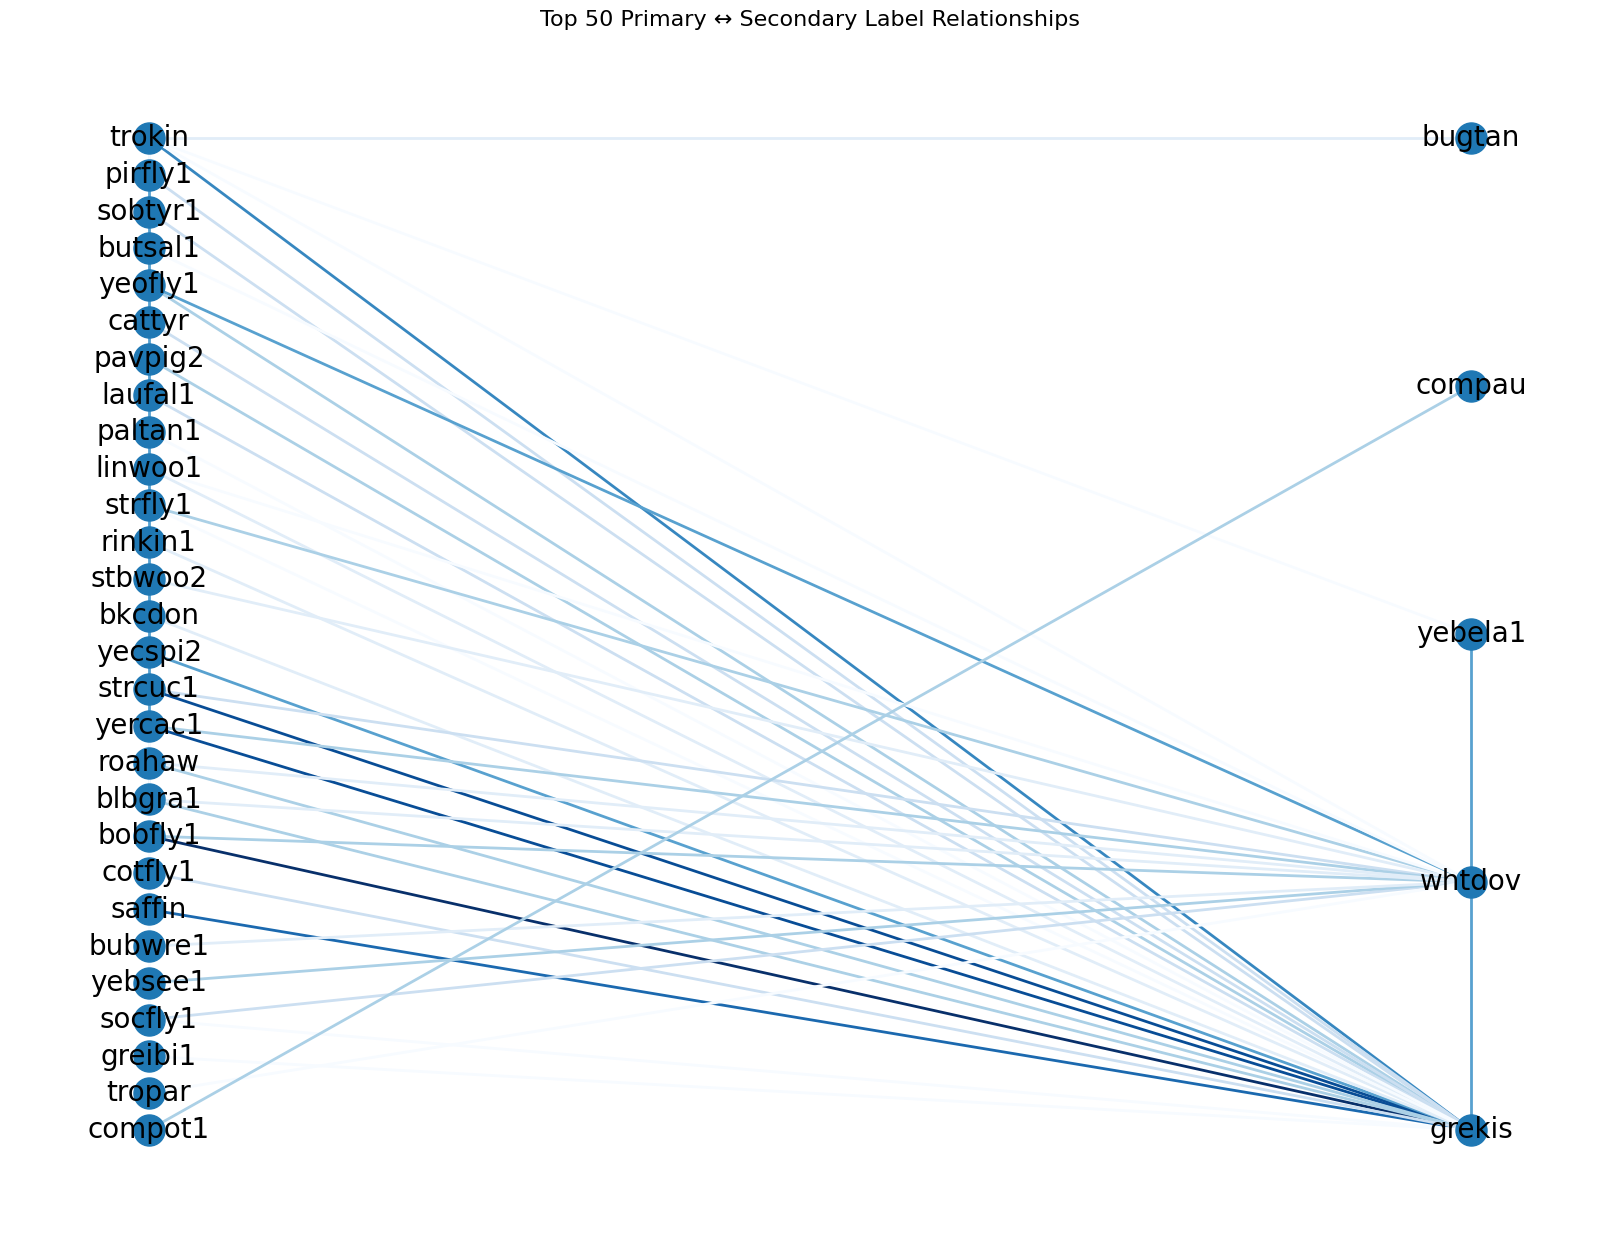 Top 50 Primary ↔ Secondary Label Relationships
trokin
pirfly1
sobtyr1
butsal1
yeofly1
cattyr
pavpig2
laufal1
paltan1
linwoo1
strfly1
rinkin1
stbwoo2
bkcdon
yecspi2
strcuc1
yercac1
roahaw
blbgra1
bobfly1
cotfly1
saffin
bubwre1
yebsee1
socfly1
greibi1
tropar
compot1
bugtan
compau
yebela1
whtdov
grekis